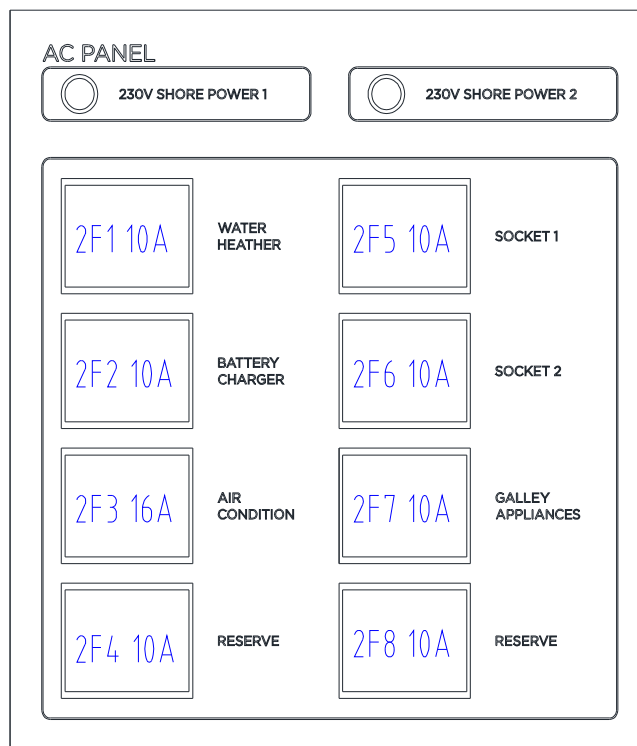 AC PANEL
230V SHORE POWER 1
230V SHORE POWER 2
2F1 10A
WATER
HEATHER
2F5 10A
SOCKET 1
2F2 10A
BATTERY
CHARGER
2F6 10A
SOCKET 2
2F3 16A
AIR
CONDITION
2F7 10A
GALLEY
APPLIANCES
2F4 10A
RESERVE
2F8 10A
RESERVE